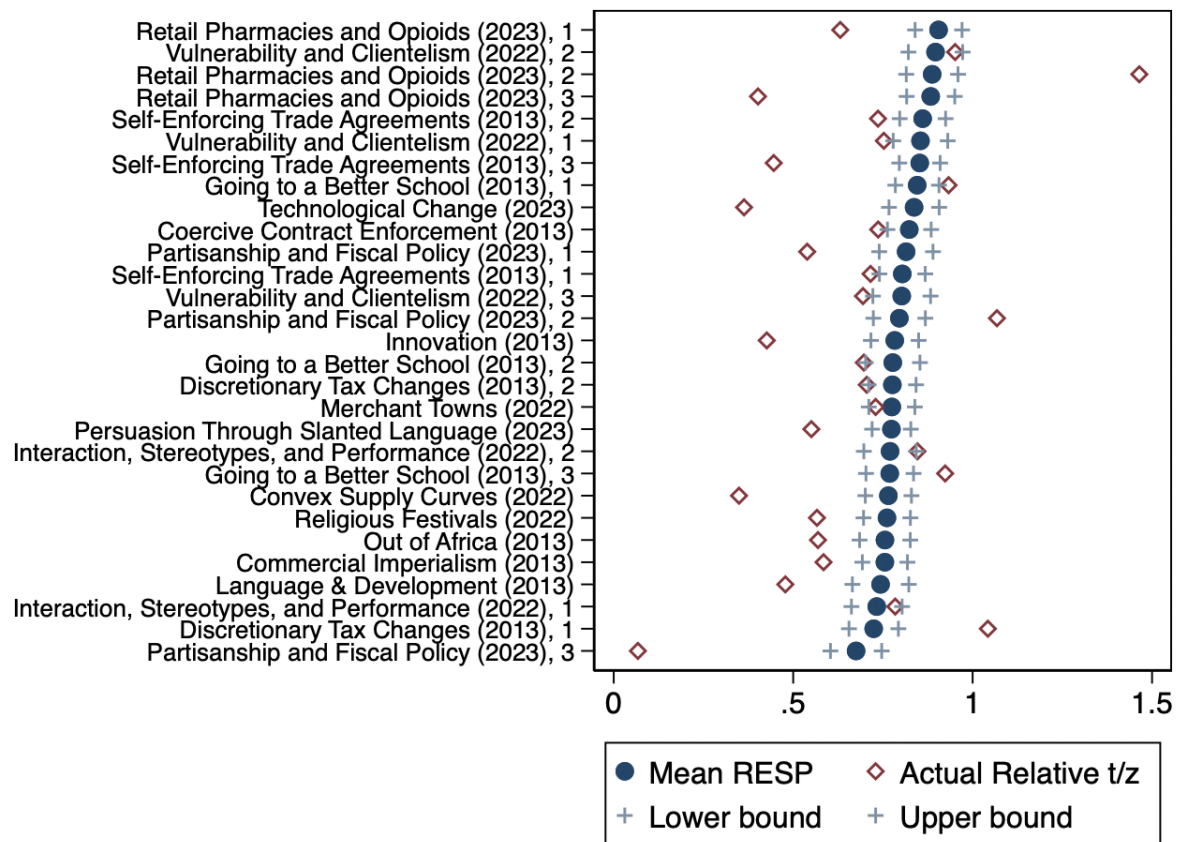 Retail Pharmacies and Opioids (2023), 1
Vulnerability and Clientelism (2022), 2
Retail Pharmacies and Opioids (2023), 2
Retail Pharmacies and Opioids (2023), 3
Self-Enforcing Trade Agreements (2013), 2
Vulnerability and Clientelism (2022), 1
Self-Enforcing Trade Agreements (2013), 3
Going to a Better School (2013), 1
Technological Change (2023)
Coercive Contract Enforcement (2013)
Partisanship and Fiscal Policy (2023), 1
Self-Enforcing Trade Agreements (2013), 1
Vulnerability and Clientelism (2022), 3
Partisanship and Fiscal Policy (2023), 2
Innovation (2013)
Going to a Better School (2013), 2
Discretionary Tax Changes (2013), 2
Merchant Towns (2022)
Persuasion Through Slanted Language (2023)
Interaction, Stereotypes, and Performance (2022), 2
Going to a Better School (2013), 3
Convex Supply Curves (2022)
Religious Festivals (2022)
Out of Africa (2013)
Commercial Imperialism (2013)
Language & Development (2013)
Interaction, Stereotypes, and Performance (2022), 1
Discretionary Tax Changes (2013), 1
Partisanship and Fiscal Policy (2023), 3
0 .5 1 1.5
Mean RESP Actual Relative t/z
Lower bound Upper bound